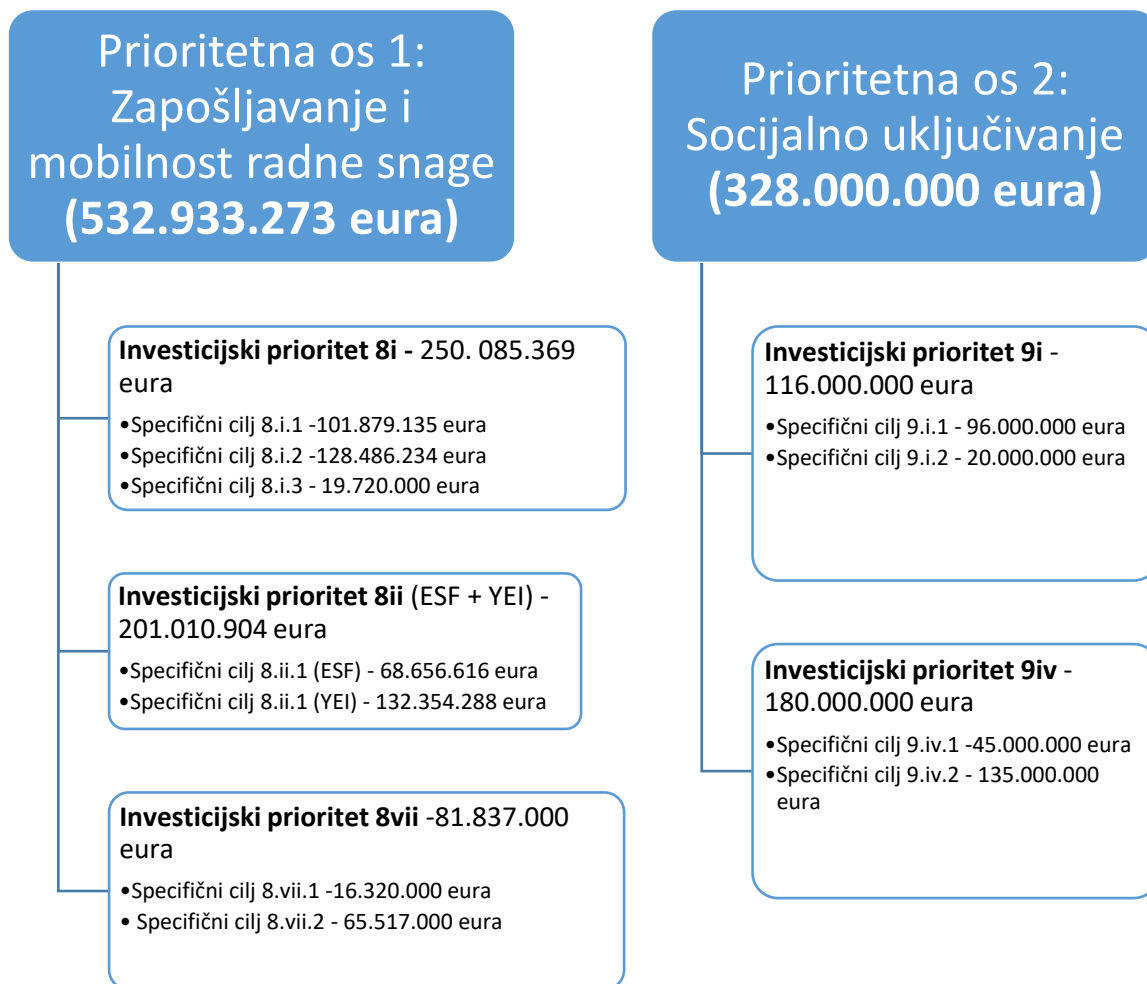 Prioritetna os 1:
Zapošljavanje i
mobilnost radne snage
(532.933.273 eura)
Investicijski prioritet 8i - 250. 085.369
eura
•Specifični cilj 8.i.1 -101.879.135 eura
•Specifični cilj 8.i.2 -128.486.234 eura
•Specifični cilj 8.i.3 - 19.720.000 eura
Investicijski prioritet 8ii (ESF + YEI) -
201.010.904 eura
•Specifični cilj 8.ii.1 (ESF) - 68.656.616 eura
•Specifični cilj 8.ii.1 (YEI) - 132.354.288 eura
Investicijski prioritet 8vii -81.837.000
eura
•Specifični cilj 8.vii.1 -16.320.000 eura
• Specifični cilj 8.vii.2 - 65.517.000 eura
Prioritetna os 2:
Socijalno uključivanje
(328.000.000 eura)
Investicijski prioritet 9i -
116.000.000 eura
•Specifični cilj 9.i.1 - 96.000.000 eura
•Specifični cilj 9.i.2 - 20.000.000 eura
Investicijski prioritet 9iv -
180.000.000 eura
•Specifični cilj 9.iv.1 -45.000.000 eura
•Specifični cilj 9.iv.2 - 135.000.000
eura